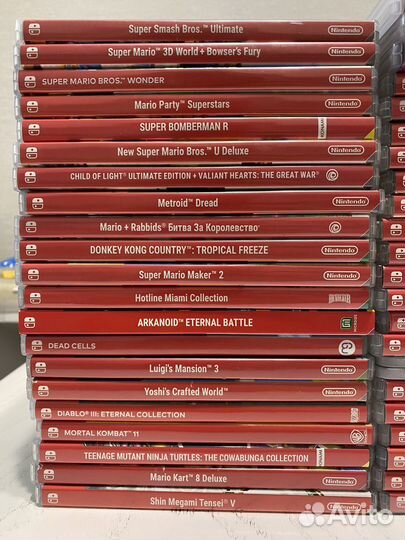 Super Smash Bros.™ Ultimate Nintendo
Super Mario™ 3D World + Bowser's Fury Nintendo
SUPER MARIO BROS.™ WONDER Nintendo
Mario Party™ Superstars Nintendo
SUPER BOMBERMAN R KONAMI
New Super Mario Bros.™ U Deluxe Nintendo
CHILD OF LIGHT® ULTIMATE EDITION + VALIANT HEARTS: THE GREAT WAR®
Metroid™ Dread Nintendo
Mario + Rabbids® Битва За Королевство
DONKEY KONG COUNTRY™: TROPICAL FREEZE Nintendo
Super Mario Maker™ 2 Nintendo
Hotline Miami Collection
ARKANOID™ ETERNAL BATTLE
DEAD CELLS
Luigi's Mansion™ 3 Nintendo
Yoshi's Crafted World™ Nintendo
DIABLO® III: ETERNAL COLLECTION
MORTAL KOMBAT™ 11
TEENAGE MUTANT NINJA TURTLES: THE COWABUNGA COLLECTION KONAMI
Mario Kart™ 8 Deluxe Nintendo
Shin Megami Tensei® V Nintendo
Avito